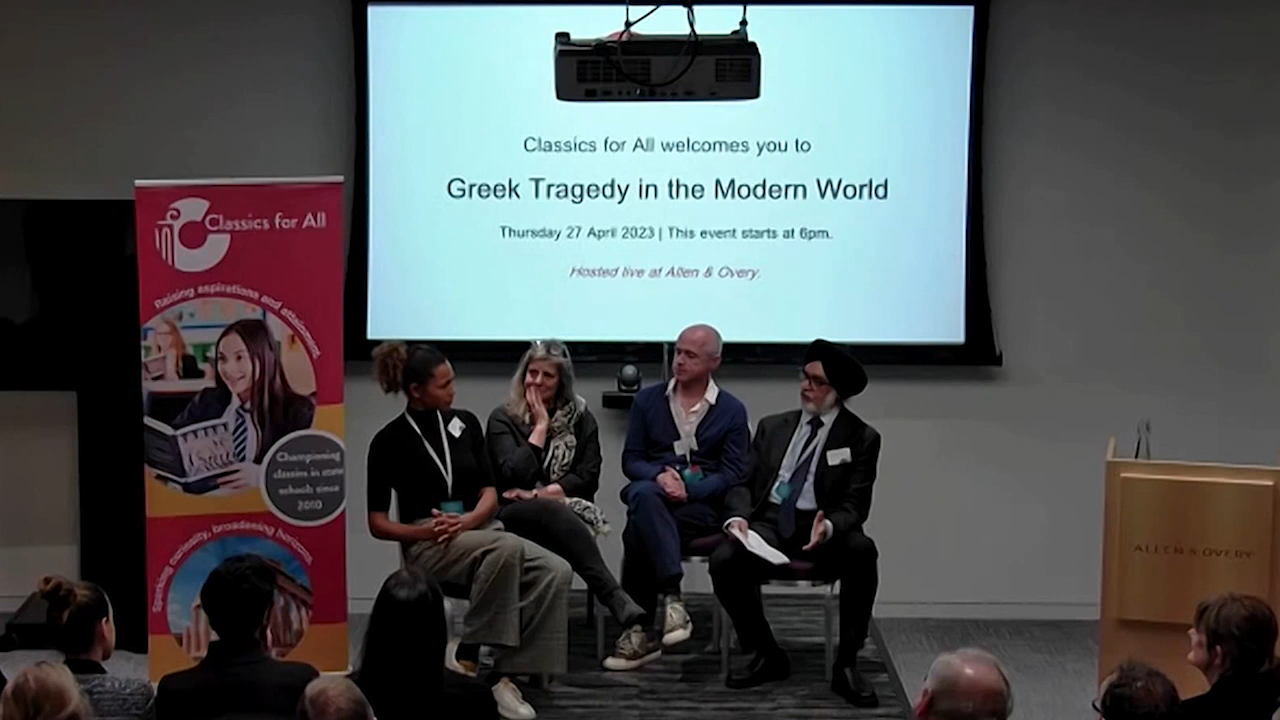 Classics for All welcomes you to
Greek Tragedy in the Modern World
Thursday 27 April 2023 | This event starts at 6pm.
Hosted live at Allen & Overy.
Classics for All
Raising aspirations and attainment
Championing
classics in state
schools since
2010
Sparking curiosity, broadening horizons
ALLEN & OVERY